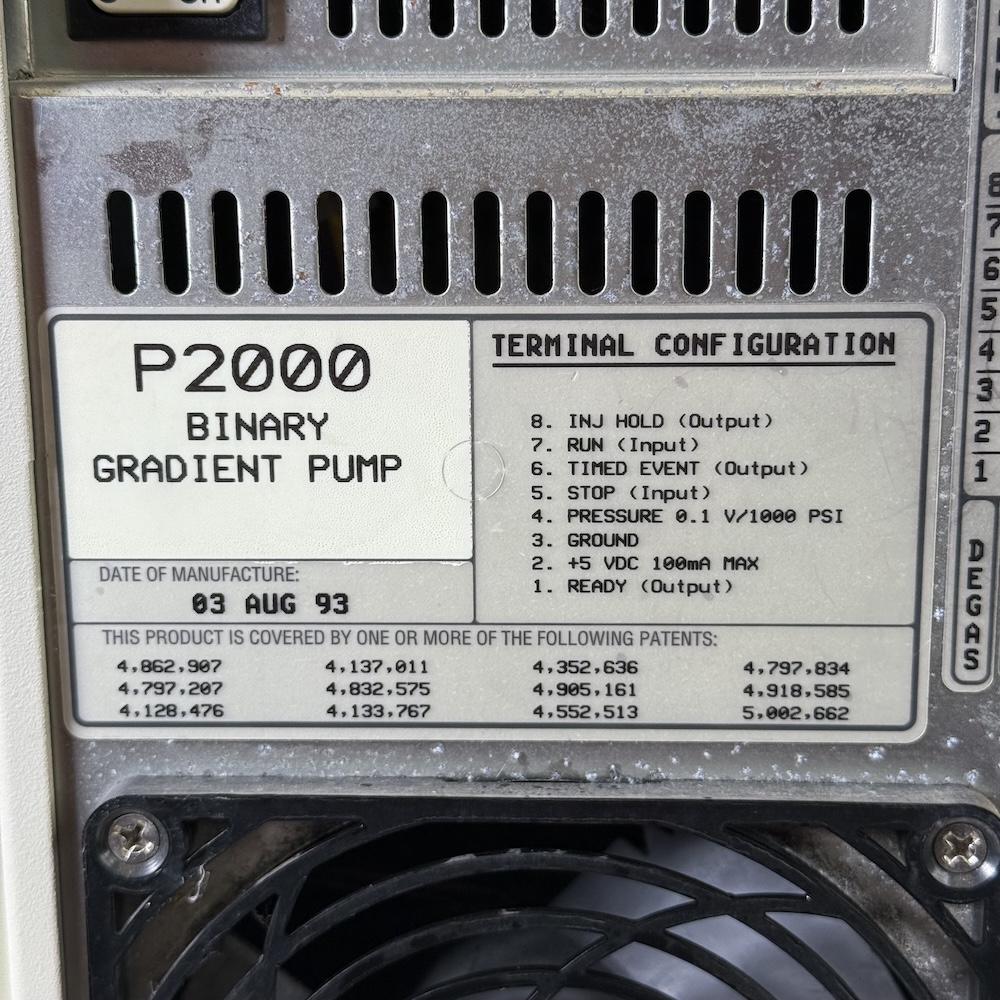 P2000
BINARY
GRADIENT PUMP
DATE OF MANUFACTURE:
03 AUG 93
TERMINAL CONFIGURATION
8. INJ HOLD (Output)
7. RUN (Input)
6. TIMED EVENT (Output)
5. STOP (Input)
4. PRESSURE 0.1 V/1000 PSI
3. GROUND
2. +5 VDC 100mA MAX
1. READY (Output)
THIS PRODUCT IS COVERED BY ONE OR MORE OF THE FOLLOWING PATENTS:
4,862,907 4,137,011 4,352,636 4,797,834
4,797,207 4,832,575 4,905,161 4,918,585
4,128,476 4,133,767 4,552,513 5,002,662
8
7
6
5
4
3
2
1
DEGAS